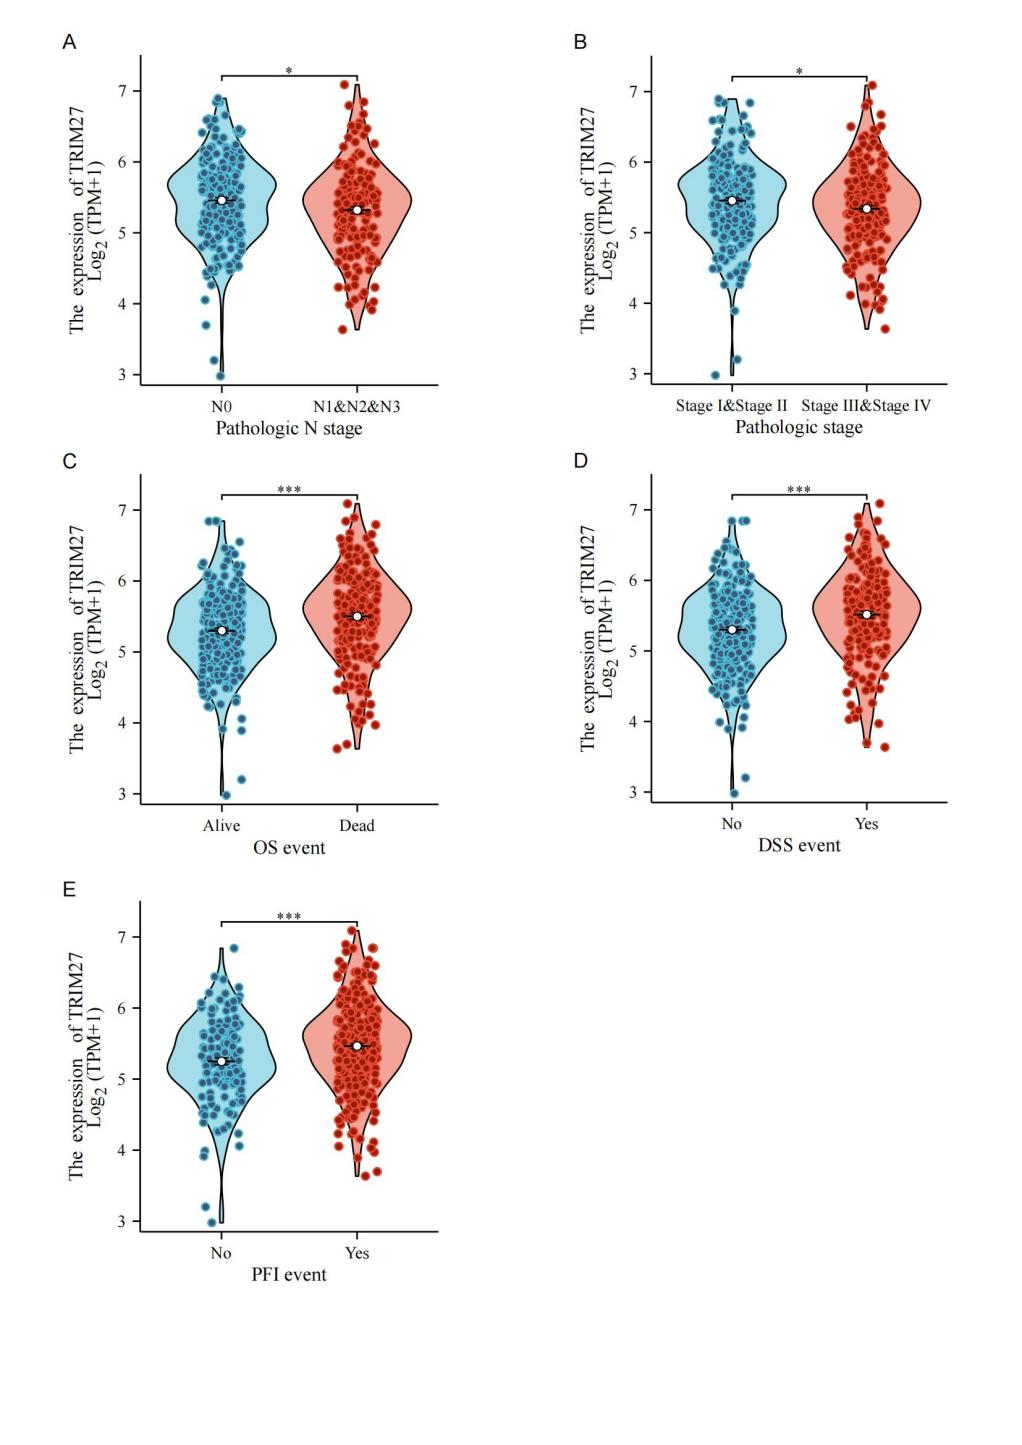 A
*
7
6
5
4
3
The expression of TRIM27
Log2 (TPM+1)
N0
N1&N2&N3
Pathologic N stage
B
*
7
6
5
4
3
The expression of TRIM27
Log2 (TPM+1)
Stage I&Stage II
Stage III&Stage IV
Pathologic stage
C
***
7
6
5
4
3
The expression of TRIM27
Log2 (TPM+1)
Alive
Dead
OS event
D
***
7
6
5
4
3
The expression of TRIM27
Log2 (TPM+1)
No
Yes
DSS event
E
***
7
6
5
4
3
The expression of TRIM27
Log2 (TPM+1)
No
Yes
PFI event